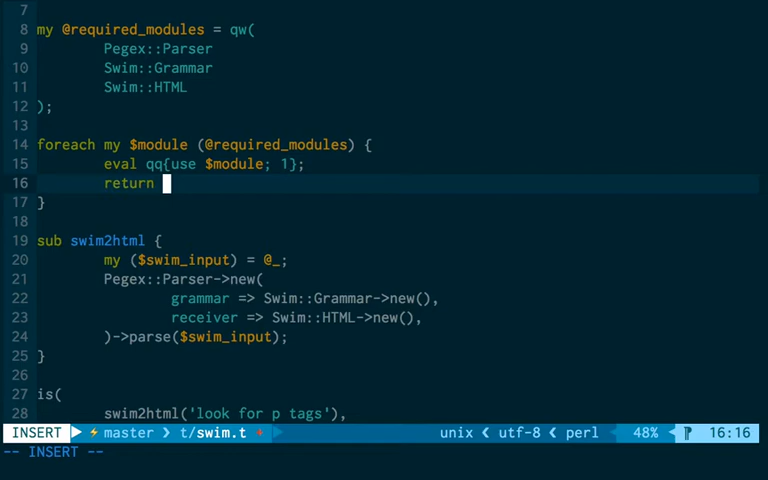 7
8 my @required_modules = qw(
9 Pegex::Parser
10 Swim::Grammar
11 Swim::HTML
12 );
13
14 foreach my $module (@required_modules) {
15 eval qq{use $module; 1};
16 return
17 }
18
19 sub swim2html {
20 my ($swim_input) = @_;
21 Pegex::Parser->new(
22 grammar => Swim::Grammar->new(),
23 receiver => Swim::HTML->new(),
24 )->parse($swim_input);
25 }
26
27 is(
28 swim2html('look for p tags'),
INSERT master t/swim.t + unix utf-8 perl 48% 16:16
-- INSERT --